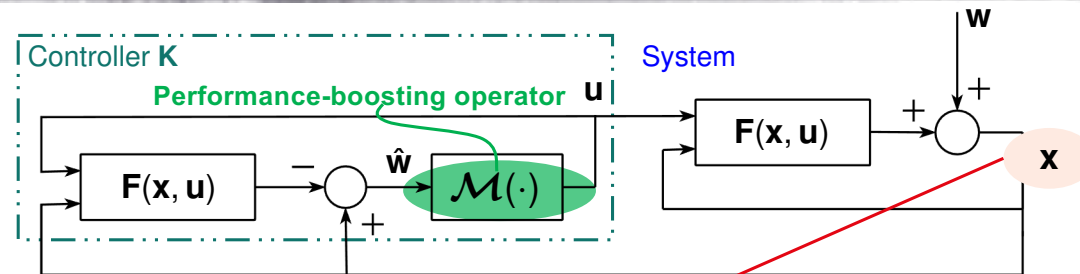 w
Controller K
System
+
Performance-boosting operator
u
+
F(x, u)
x
−
ŵ
F(x, u)
ℳ(·)
+